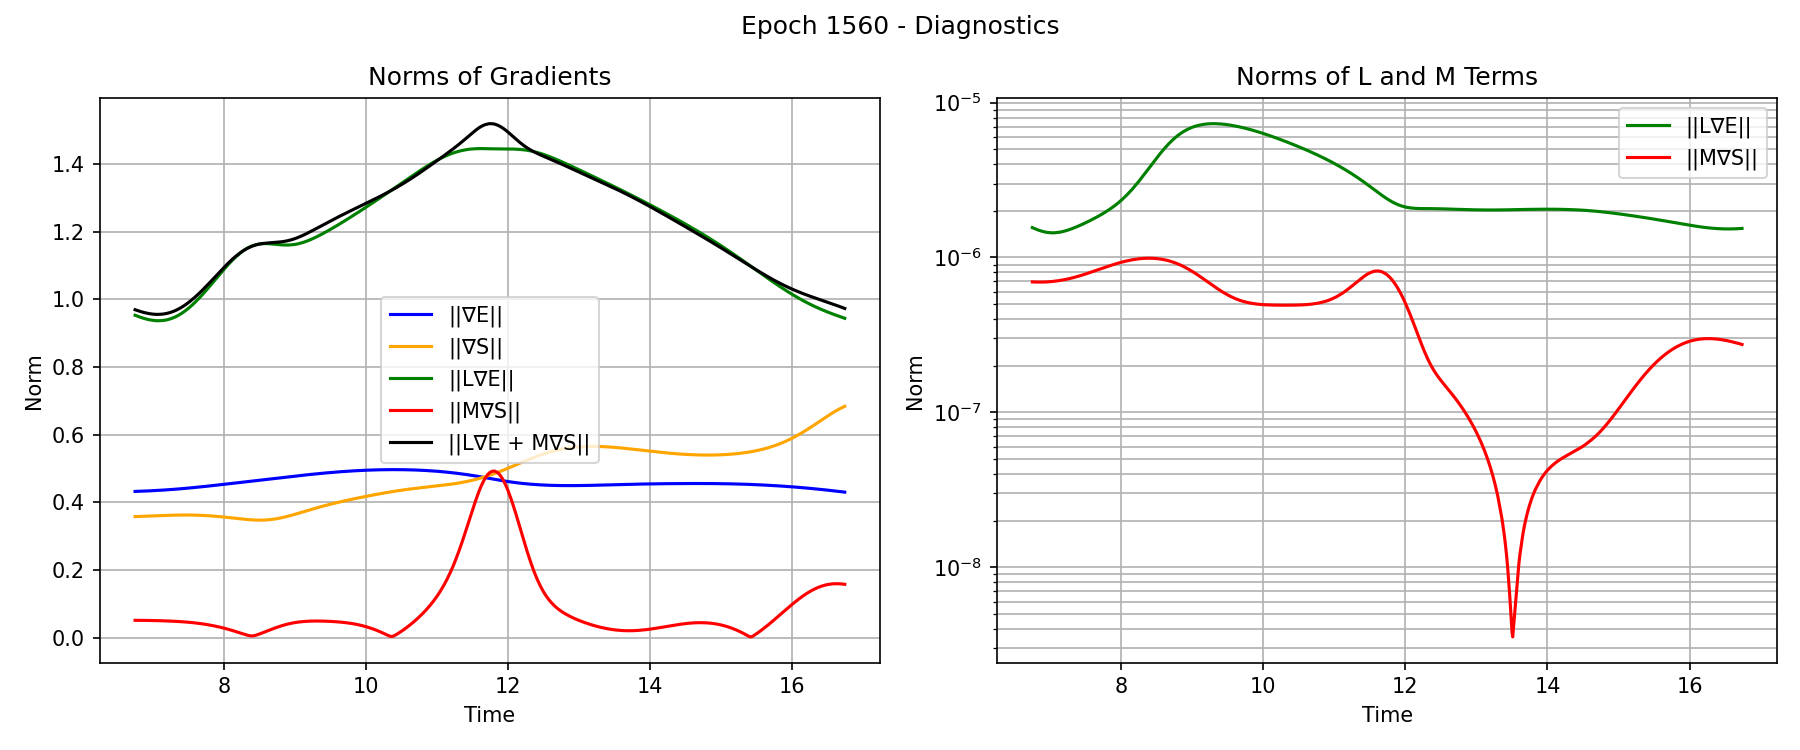 Epoch 1560 - Diagnostics
Norms of Gradients
Norm
1.4
1.2
1.0
0.8
0.6
0.4
0.2
0.0
||∇E||
||∇S||
||L∇E||
||M∇S||
||L∇E + M∇S||
8
10
12
14
16
Time
Norms of L and M Terms
Norm
10⁻⁵
10⁻⁶
10⁻⁷
10⁻⁸
||L∇E||
||M∇S||
8
10
12
14
16
Time